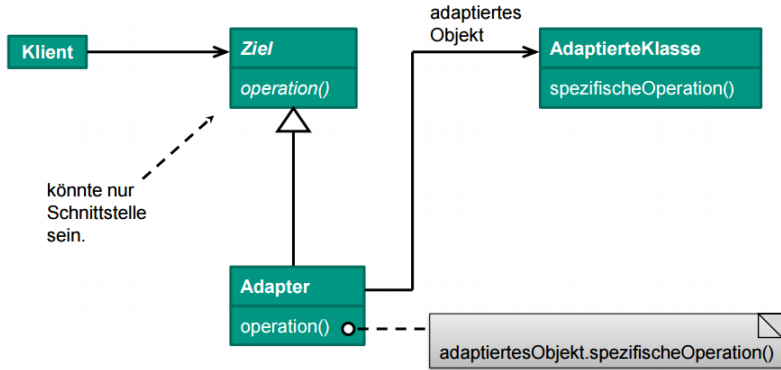 Klient
Ziel
operation()
adaptiertes
Objekt
AdaptierteKlasse
spezifischeOperation()
könnte nur
Schnittstelle
sein.
Adapter
operation()
adaptiertesObjekt.spezifischeOperation()